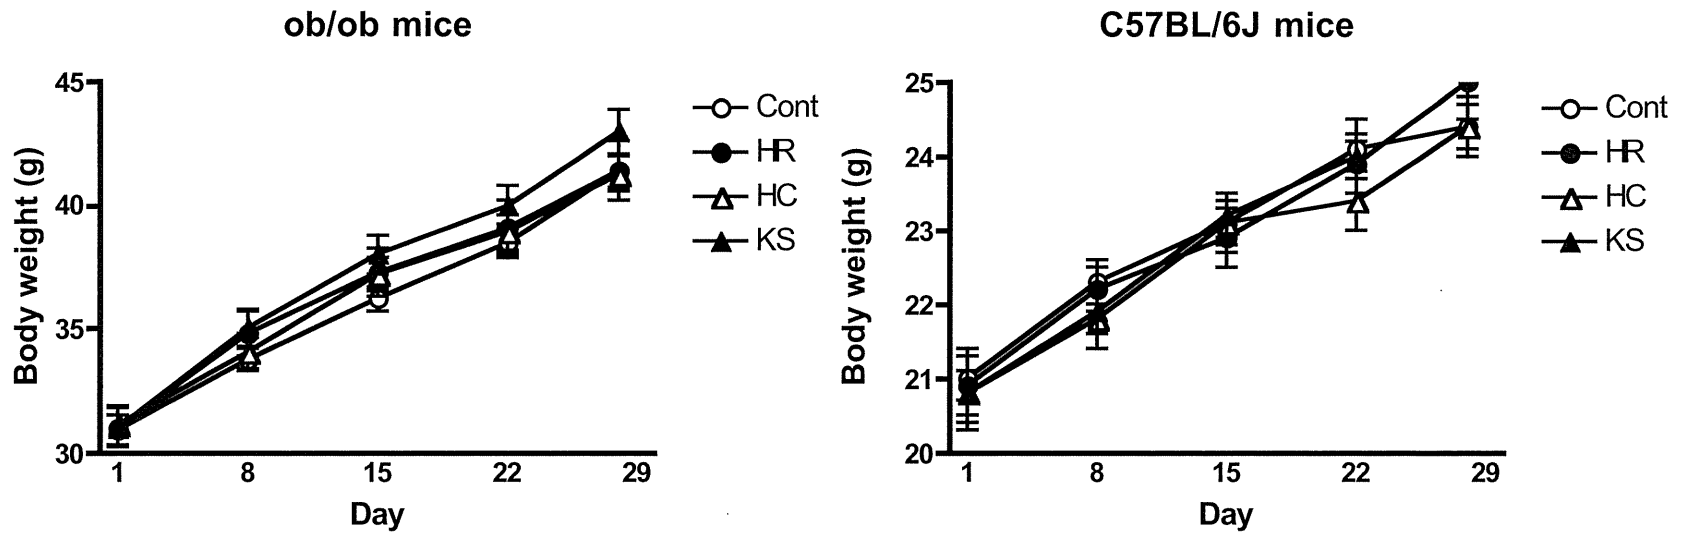 ob/ob mice
45
40
35
30
1 8 15 22 29
Body weight (g)
Day
Cont
HR
HC
KS
C57BL/6J mice
25
24
23
22
21
20
1 8 15 22 29
Body weight (g)
Day
Cont
HR
HC
KS